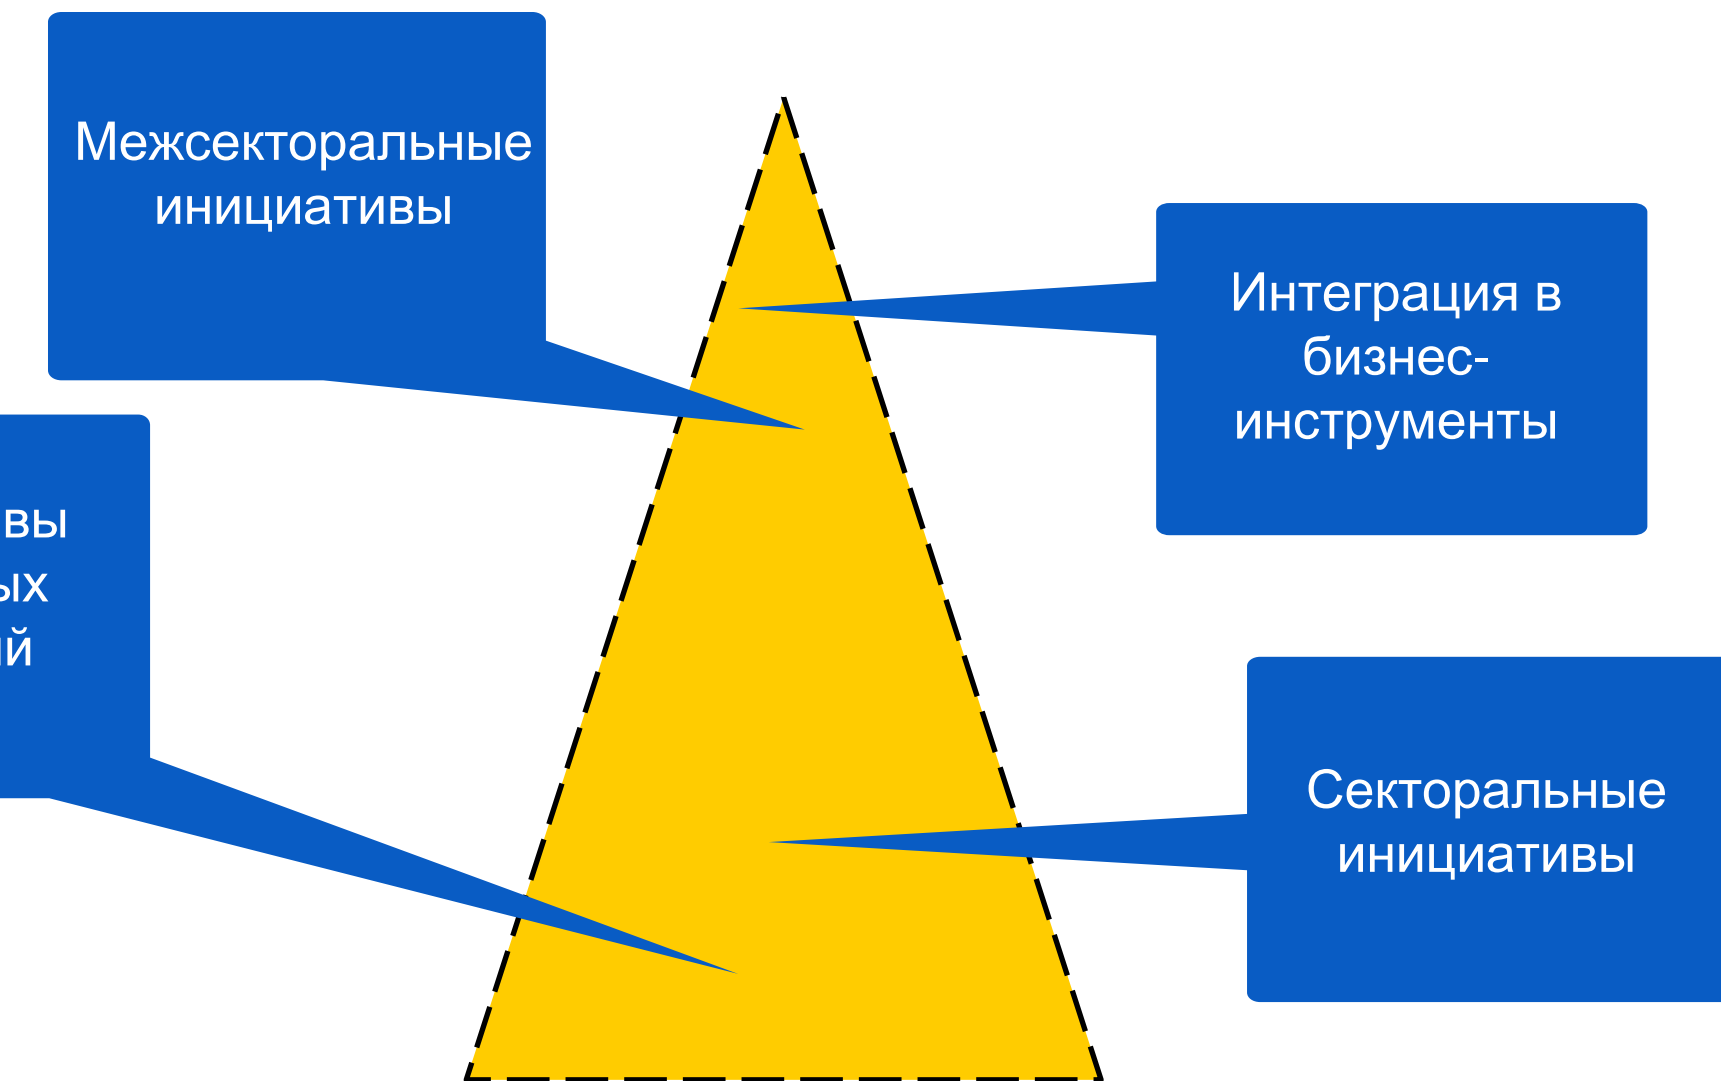 Межсекторальные
инициативы
Интеграция в
бизнес-
инструменты
Секторальные
инициативы